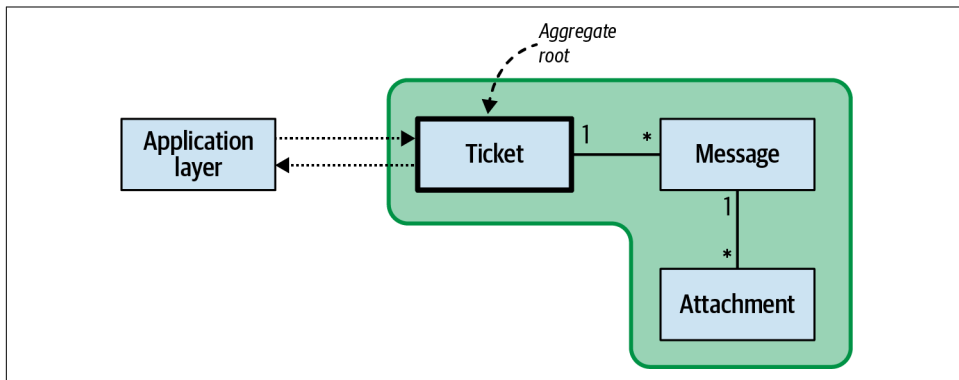 Aggregate
root
Application
layer
Ticket
1
*
Message
1
*
Attachment